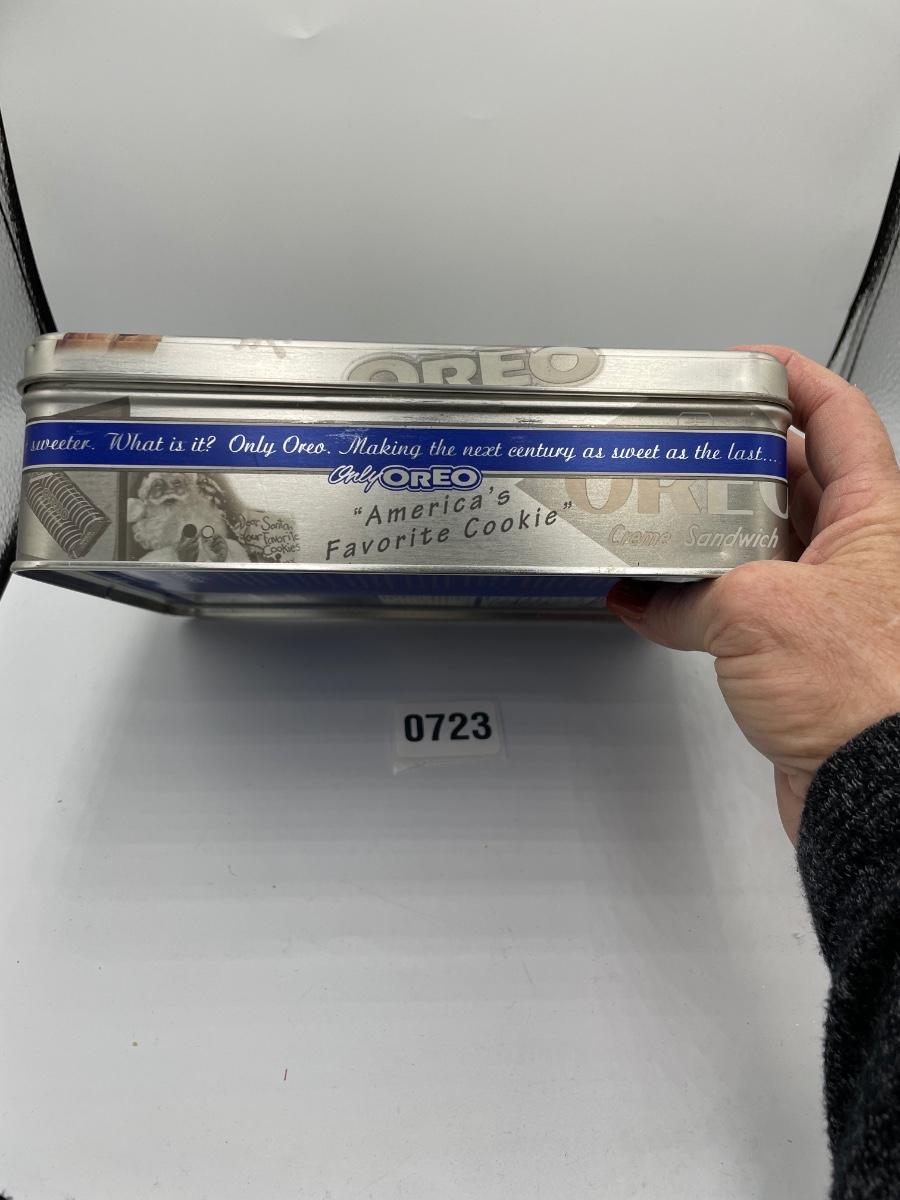 OREO
sweeter. What is it? Only Oreo. Making the next century as sweet as the last...
Only OREO
"America's
Favorite Cookie"
OREO
Creme Sandwich
Dear Santa,
Your favorite
Cookies
0723